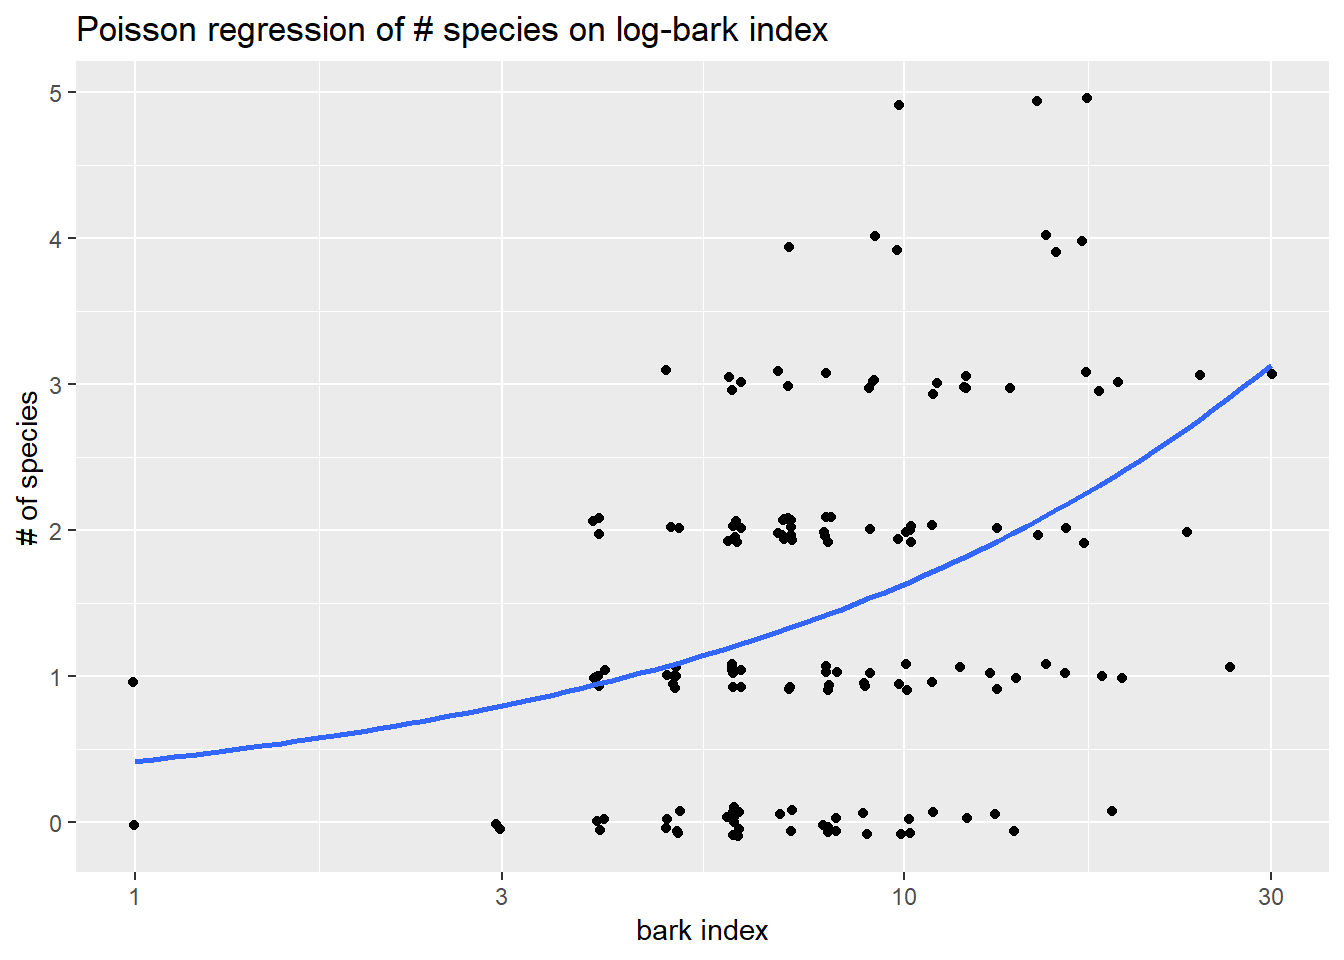 Poisson regression of # species on log-bark index
5
4
3
2
1
0
# of species
1 3 10 30
bark index